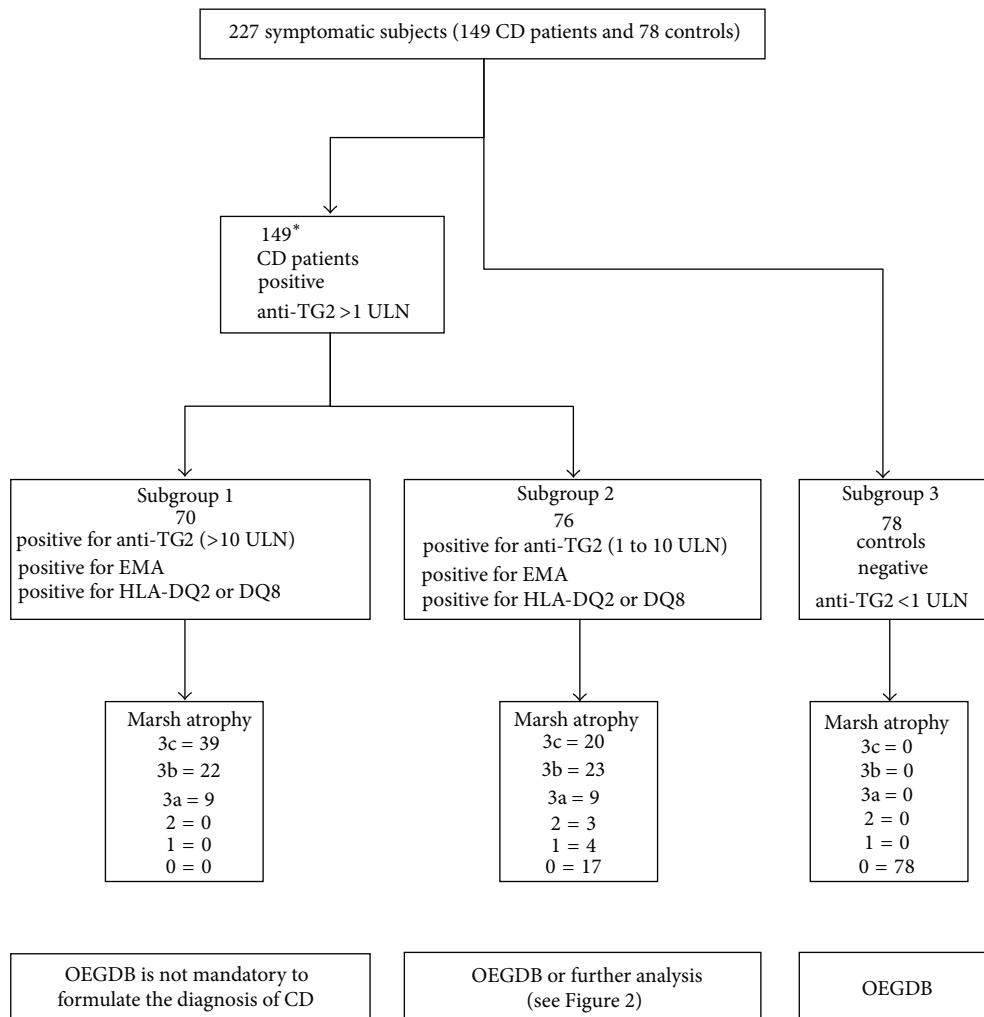 227 symptomatic subjects (149 CD patients and 78 controls)
149*
CD patients
positive
anti-TG2 >1 ULN
Subgroup 1
70
positive for anti-TG2 (>10 ULN)
positive for EMA
positive for HLA-DQ2 or DQ8
Subgroup 2
76
positive for anti-TG2 (1 to 10 ULN)
positive for EMA
positive for HLA-DQ2 or DQ8
Subgroup 3
78
controls
negative
anti-TG2 <1 ULN
Marsh atrophy
3c = 39
3b = 22
3a = 9
2 = 0
1 = 0
0 = 0
Marsh atrophy
3c = 20
3b = 23
3a = 9
2 = 3
1 = 4
0 = 17
Marsh atrophy
3c = 0
3b = 0
3a = 0
2 = 0
1 = 0
0 = 78
OEGDB is not mandatory to
formulate the diagnosis of CD
OEGDB or further analysis
(see Figure 2)
OEGDB